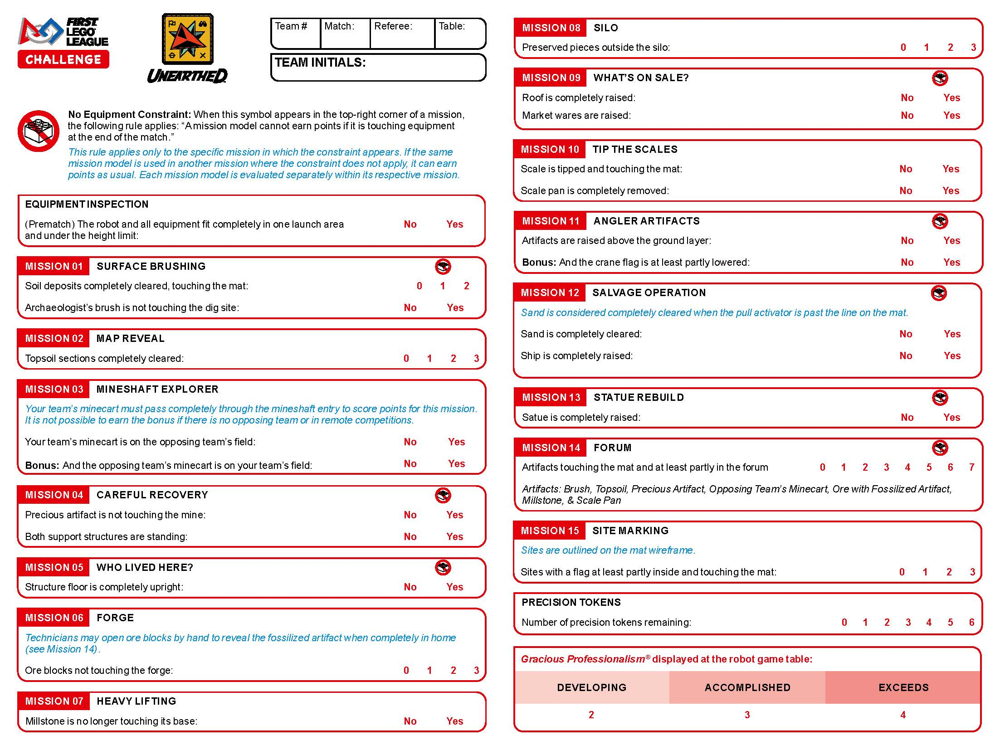 FIRST
LEGO
LEAGUE
CHALLENGE
UNEARTHED
Team #
Match:
Referee:
Table:
TEAM INITIALS:
No Equipment Constraint: When this symbol appears in the top-right corner of a mission,
the following rule applies: “A mission model cannot earn points if it is touching equipment
at the end of the match.”
This rule applies only to the specific mission in which the constraint appears. If the same
mission model is used in another mission where the constraint does not apply, it can earn
points as usual. Each mission model is evaluated separately within its respective mission.
EQUIPMENT INSPECTION
(Prematch) The robot and all equipment fit completely in one launch area No Yes
and under the height limit:
MISSION 01 SURFACE BRUSHING
Soil deposits completely cleared, touching the mat: 0 1 2
Archaeologist’s brush is not touching the dig site: No Yes
MISSION 02 MAP REVEAL
Topsoil sections completely cleared: 0 1 2 3
MISSION 03 MINESHAFT EXPLORER
Your team’s minecart must pass completely through the mineshaft entry to score points for this mission.
It is not possible to earn the bonus if there is no opposing team or in remote competitions.
Your team’s minecart is on the opposing team’s field: No Yes
Bonus: And the opposing team’s minecart is on your team’s field: No Yes
MISSION 04 CAREFUL RECOVERY
Precious artifact is not touching the mine: No Yes
Both support structures are standing: No Yes
MISSION 05 WHO LIVED HERE?
Structure floor is completely upright: No Yes
MISSION 06 FORGE
Technicians may open ore blocks by hand to reveal the fossilized artifact when completely in home
(see Mission 14).
Ore blocks not touching the forge: 0 1 2 3
MISSION 07 HEAVY LIFTING
Millstone is no longer touching its base: No Yes
MISSION 08 SILO
Preserved pieces outside the silo: 0 1 2 3
MISSION 09 WHAT’S ON SALE?
Roof is completely raised: No Yes
Market wares are raised: No Yes
MISSION 10 TIP THE SCALES
Scale is tipped and touching the mat: No Yes
Scale pan is completely removed: No Yes
MISSION 11 ANGLER ARTIFACTS
Artifacts are raised above the ground layer: No Yes
Bonus: And the crane flag is at least partly lowered: No Yes
MISSION 12 SALVAGE OPERATION
Sand is considered completely cleared when the pull activator is past the line on the mat.
Sand is completely cleared: No Yes
Ship is completely raised: No Yes
MISSION 13 STATUE REBUILD
Satue is completely raised: No Yes
MISSION 14 FORUM
Artifacts touching the mat and at least partly in the forum 0 1 2 3 4 5 6 7
Artifacts: Brush, Topsoil, Precious Artifact, Opposing Team’s Minecart, Ore with Fossilized Artifact,
Millstone, & Scale Pan
MISSION 15 SITE MARKING
Sites are outlined on the mat wireframe.
Sites with a flag at least partly inside and touching the mat: 0 1 2 3
PRECISION TOKENS
Number of precision tokens remaining: 0 1 2 3 4 5 6
Gracious Professionalism® displayed at the robot game table:
DEVELOPING ACCOMPLISHED EXCEEDS
2 3 4